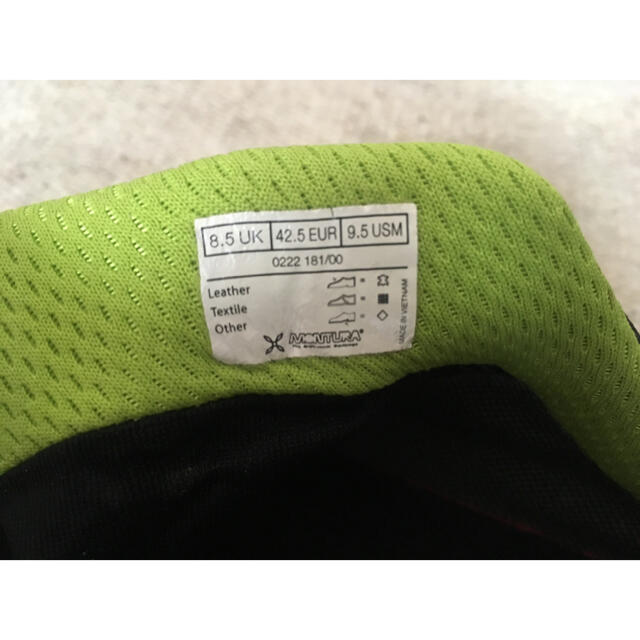 8.5 UK 42.5 EUR 9.5 USM
0222 181/00
Leather = 
Textile = 
Other = 
MONTURA®
MADE IN VIETNAM